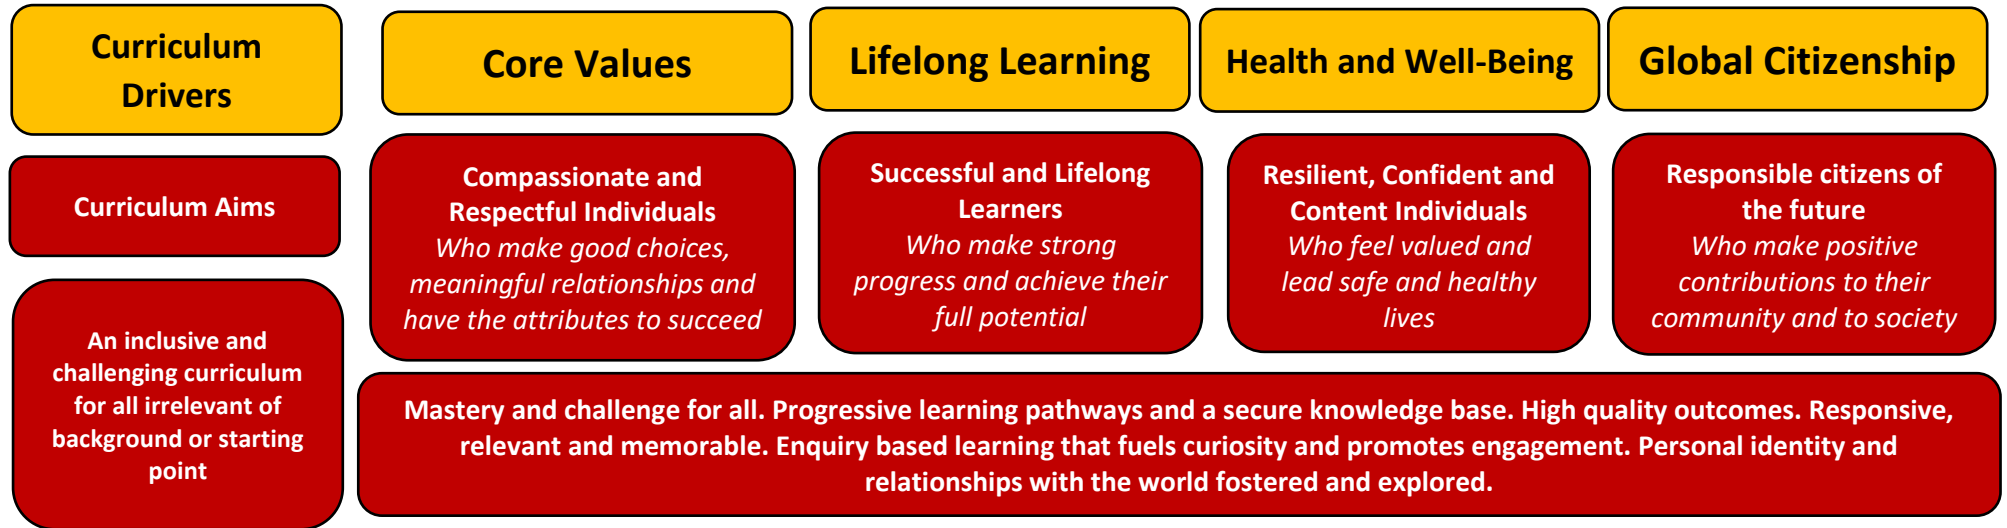 Curriculum
Drivers
Core Values
Lifelong Learning
Health and Well-Being
Global Citizenship
Curriculum Aims
Compassionate and
Respectful Individuals
Who make good choices,
meaningful relationships and
have the attributes to succeed
Successful and Lifelong
Learners
Who make strong
progress and achieve their
full potential
Resilient, Confident and
Content Individuals
Who feel valued and
lead safe and healthy
lives
Responsible citizens of
the future
Who make positive
contributions to their
community and to society
An inclusive and
challenging curriculum
for all irrelevant of
background or starting
point
Mastery and challenge for all. Progressive learning pathways and a secure knowledge base. High quality outcomes. Responsive,
relevant and memorable. Enquiry based learning that fuels curiosity and promotes engagement. Personal identity and
relationships with the world fostered and explored.